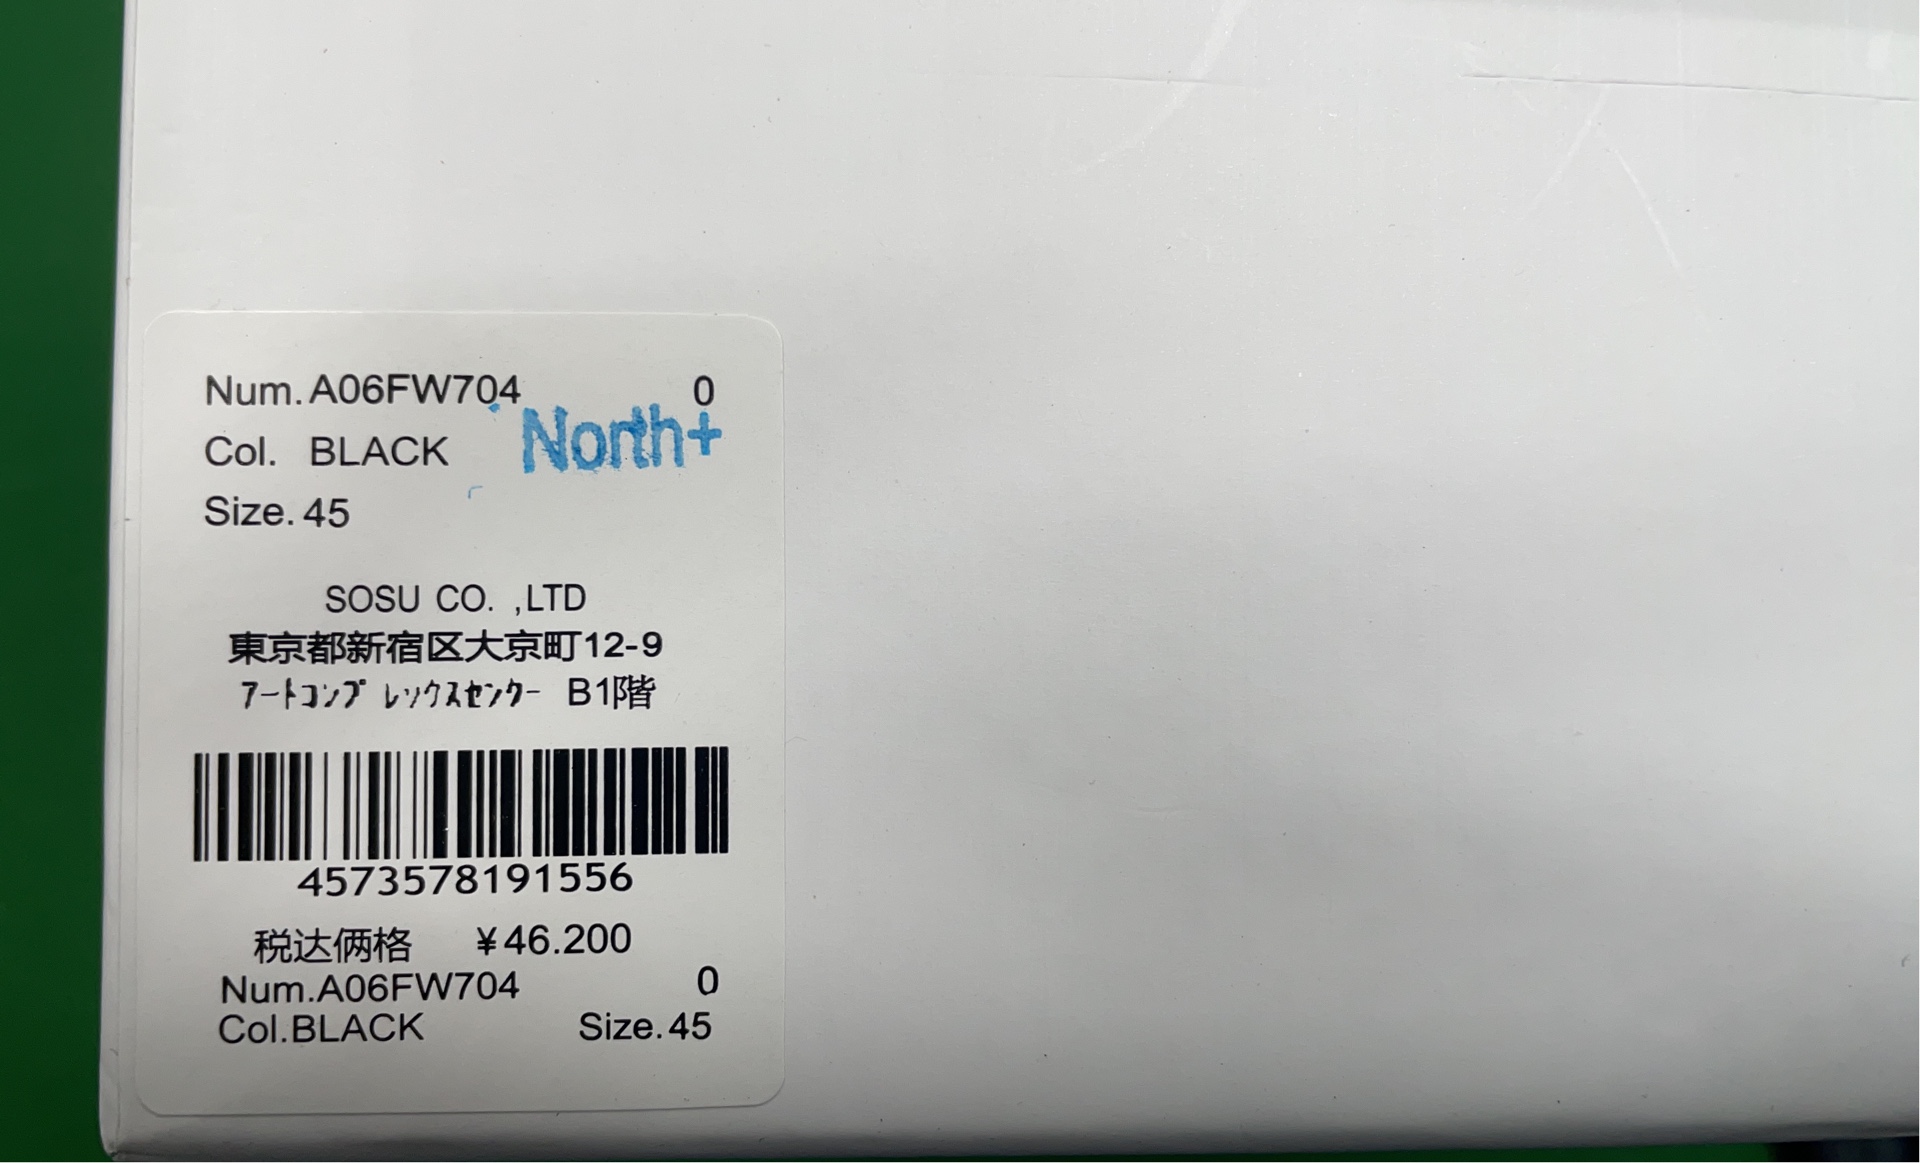 Num.A06FW704 0
North+
Col. BLACK
Size.45
SOSU CO. ,LTD
東京都新宿区大京町12-9
アートコンプレックスセンター B1階
4573578191556
税达俩格 ¥46.200
Num.A06FW704 0
Col.BLACK Size.45